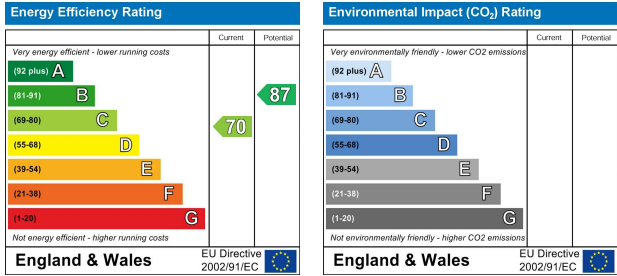 Energy Efficiency Rating
Current Potential
Very energy efficient - lower running costs
(92 plus) A
(81-91) B
(69-80) C
(55-68) D
(39-54) E
(21-38) F
(1-20) G
70
87
Not energy efficient - higher running costs
England & Wales
EU Directive
2002/91/EC
Environmental Impact (CO₂) Rating
Current Potential
Very environmentally friendly - lower CO2 emissions
(92 plus) A
(81-91) B
(69-80) C
(55-68) D
(39-54) E
(21-38) F
(1-20) G
Not environmentally friendly - higher CO2 emissions
England & Wales
EU Directive
2002/91/EC